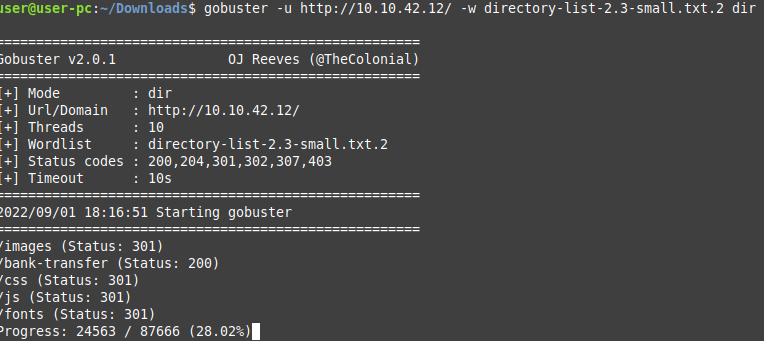 user@user-pc:~/Downloads$ gobuster -u http://10.10.42.12/ -w directory-list-2.3-small.txt.2 dir
=====================================================
Gobuster v2.0.1              OJ Reeves (@TheColonial)
=====================================================
[+] Mode         : dir
[+] Url/Domain   : http://10.10.42.12/
[+] Threads      : 10
[+] Wordlist     : directory-list-2.3-small.txt.2
[+] Status codes : 200,204,301,302,307,403
[+] Timeout      : 10s
=====================================================
2022/09/01 18:16:51 Starting gobuster
=====================================================
/images (Status: 301)
/bank-transfer (Status: 200)
/css (Status: 301)
/js (Status: 301)
/fonts (Status: 301)
Progress: 24563 / 87666 (28.02%)